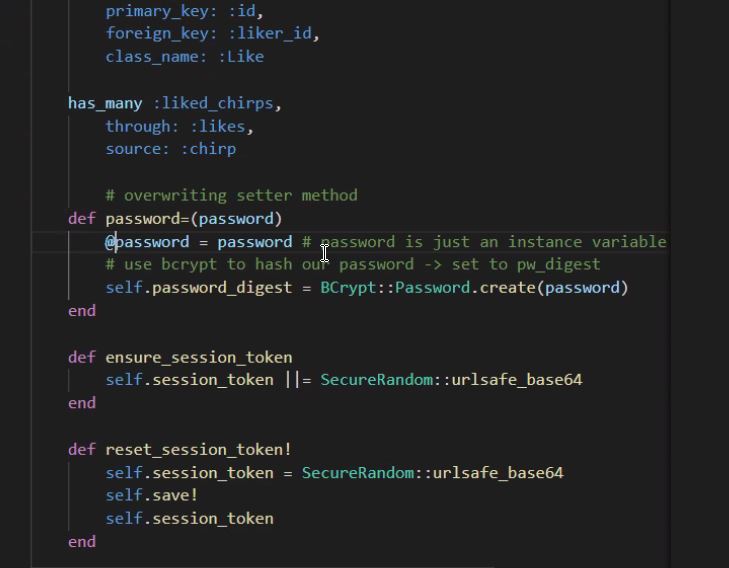 primary_key: :id,
foreign_key: :liker_id,
class_name: :Like
has_many :liked_chirps,
through: :likes,
source: :chirp
# overwriting setter method
def password=(password)
@password = password # password is just an instance variable
# use bcrypt to hash our password -> set to pw_digest
self.password_digest = BCrypt::Password.create(password)
end
def ensure_session_token
self.session_token ||= SecureRandom::urlsafe_base64
end
def reset_session_token!
self.session_token = SecureRandom::urlsafe_base64
self.save!
self.session_token
end